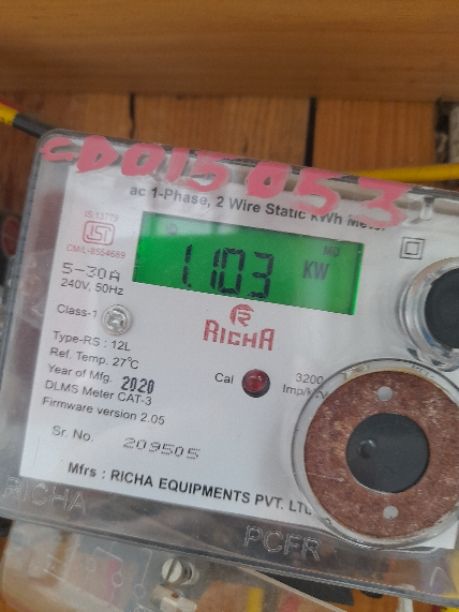 CD015053
ac 1-Phase, 2 Wire Static kWh Meter
IS 13779
ISI
CM/L-8554689
5-30A
240V, 50Hz
MD
1.103 KW
RICHA
Class-1
Type-RS : 12L
Ref. Temp. 27°C
Year of Mfg. 2020
DLMS Meter CAT-3
Firmware version 2.05
Cal
3200
Sr. No. 209505
Mfrs : RICHA EQUIPMENTS PVT. LTD
RICHA
PCFR